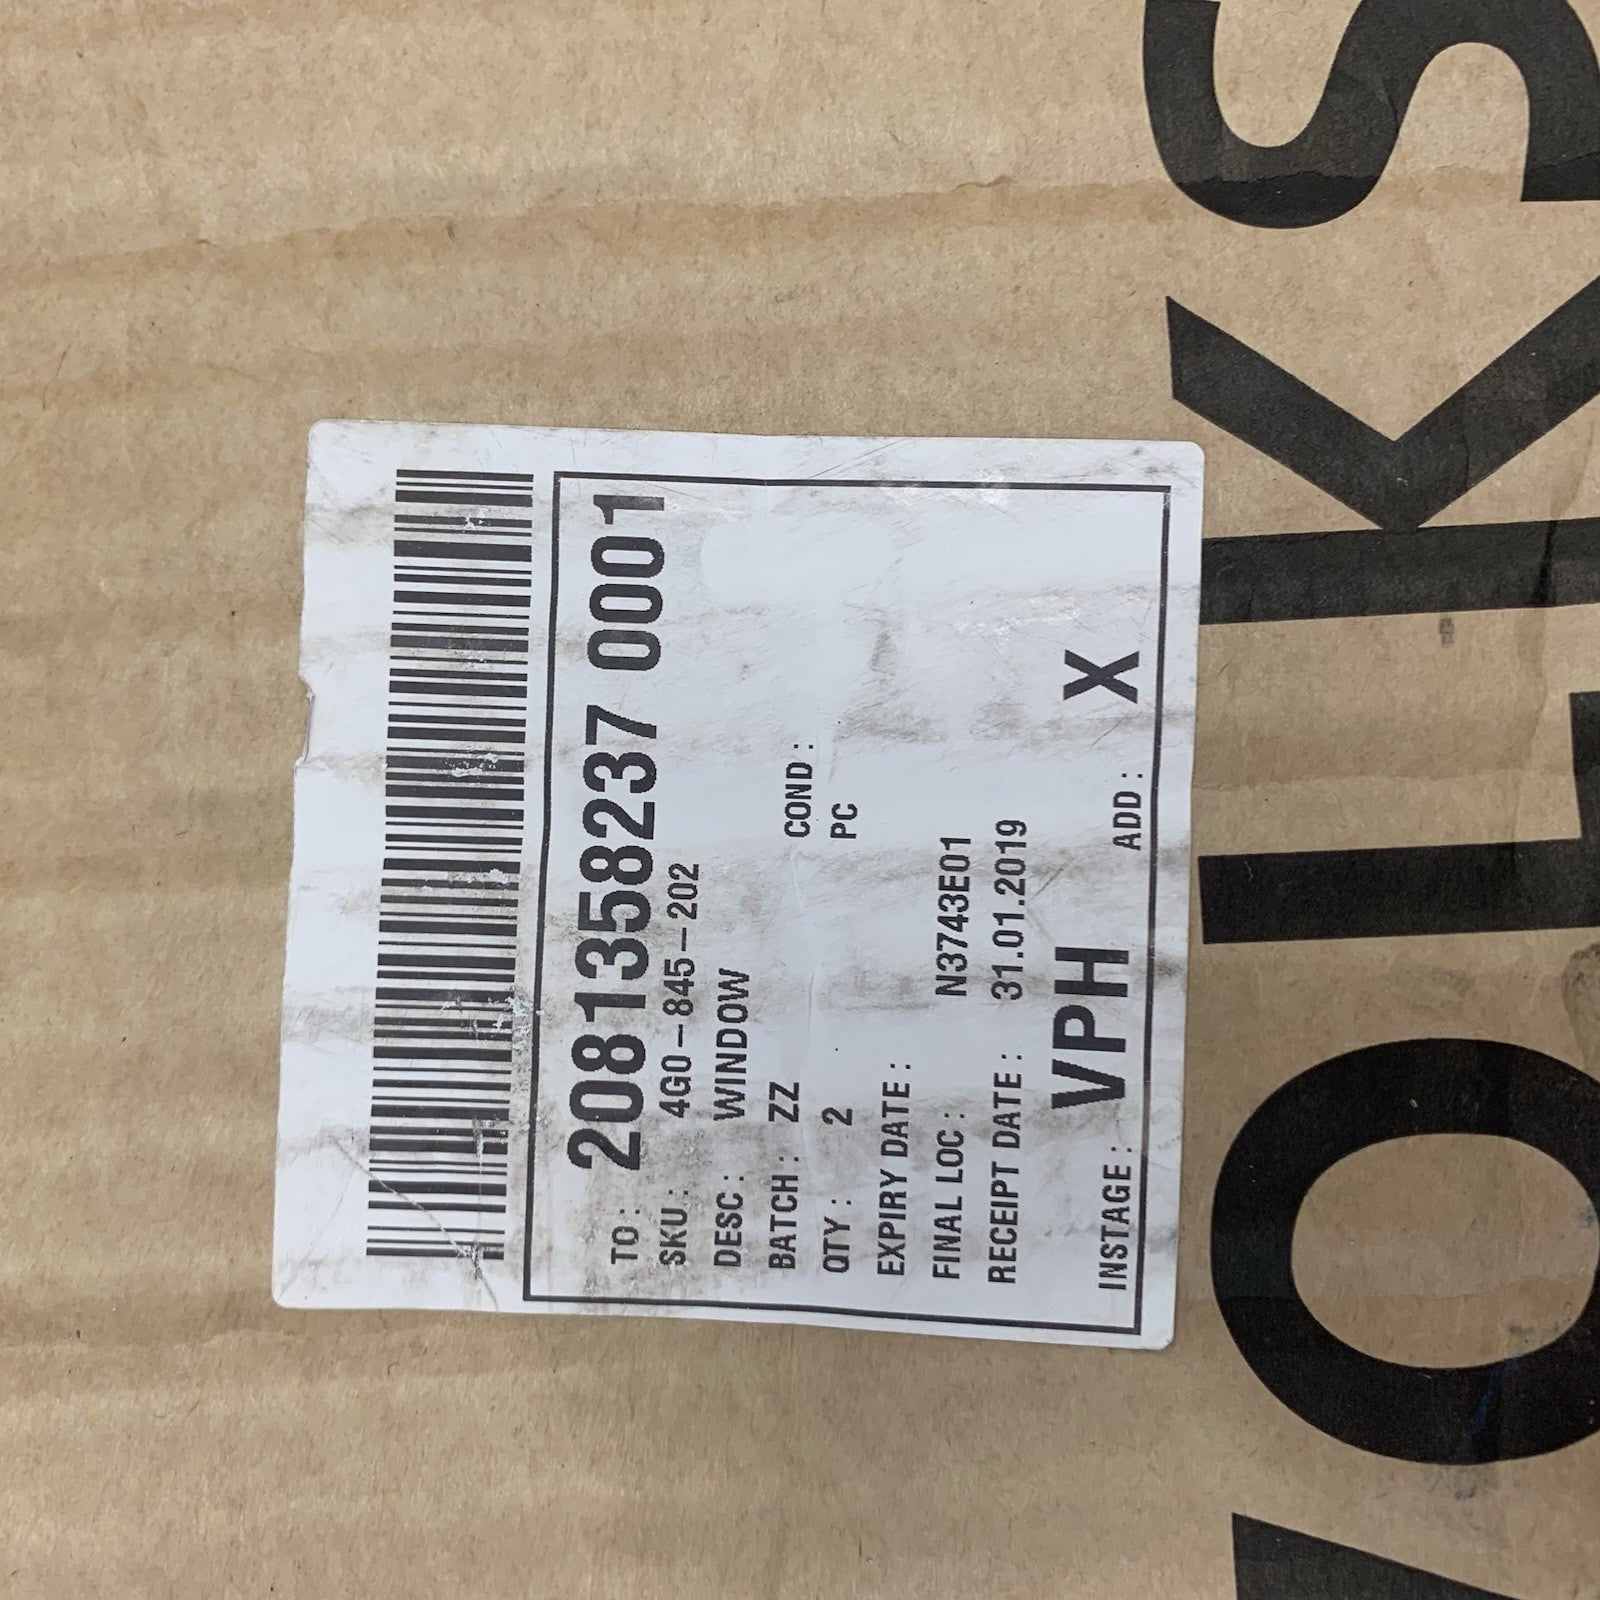 TO: 2081358237 0001
SKU: 4G0-845-202
DESC: WINDOW
BATCH: ZZ COND:
QTY: 2 PC
EXPIRY DATE:
FINAL LOC: N3743E01
RECEIPT DATE: 31.01.2019
INSTAGE: VPH ADD: X
VOLKS